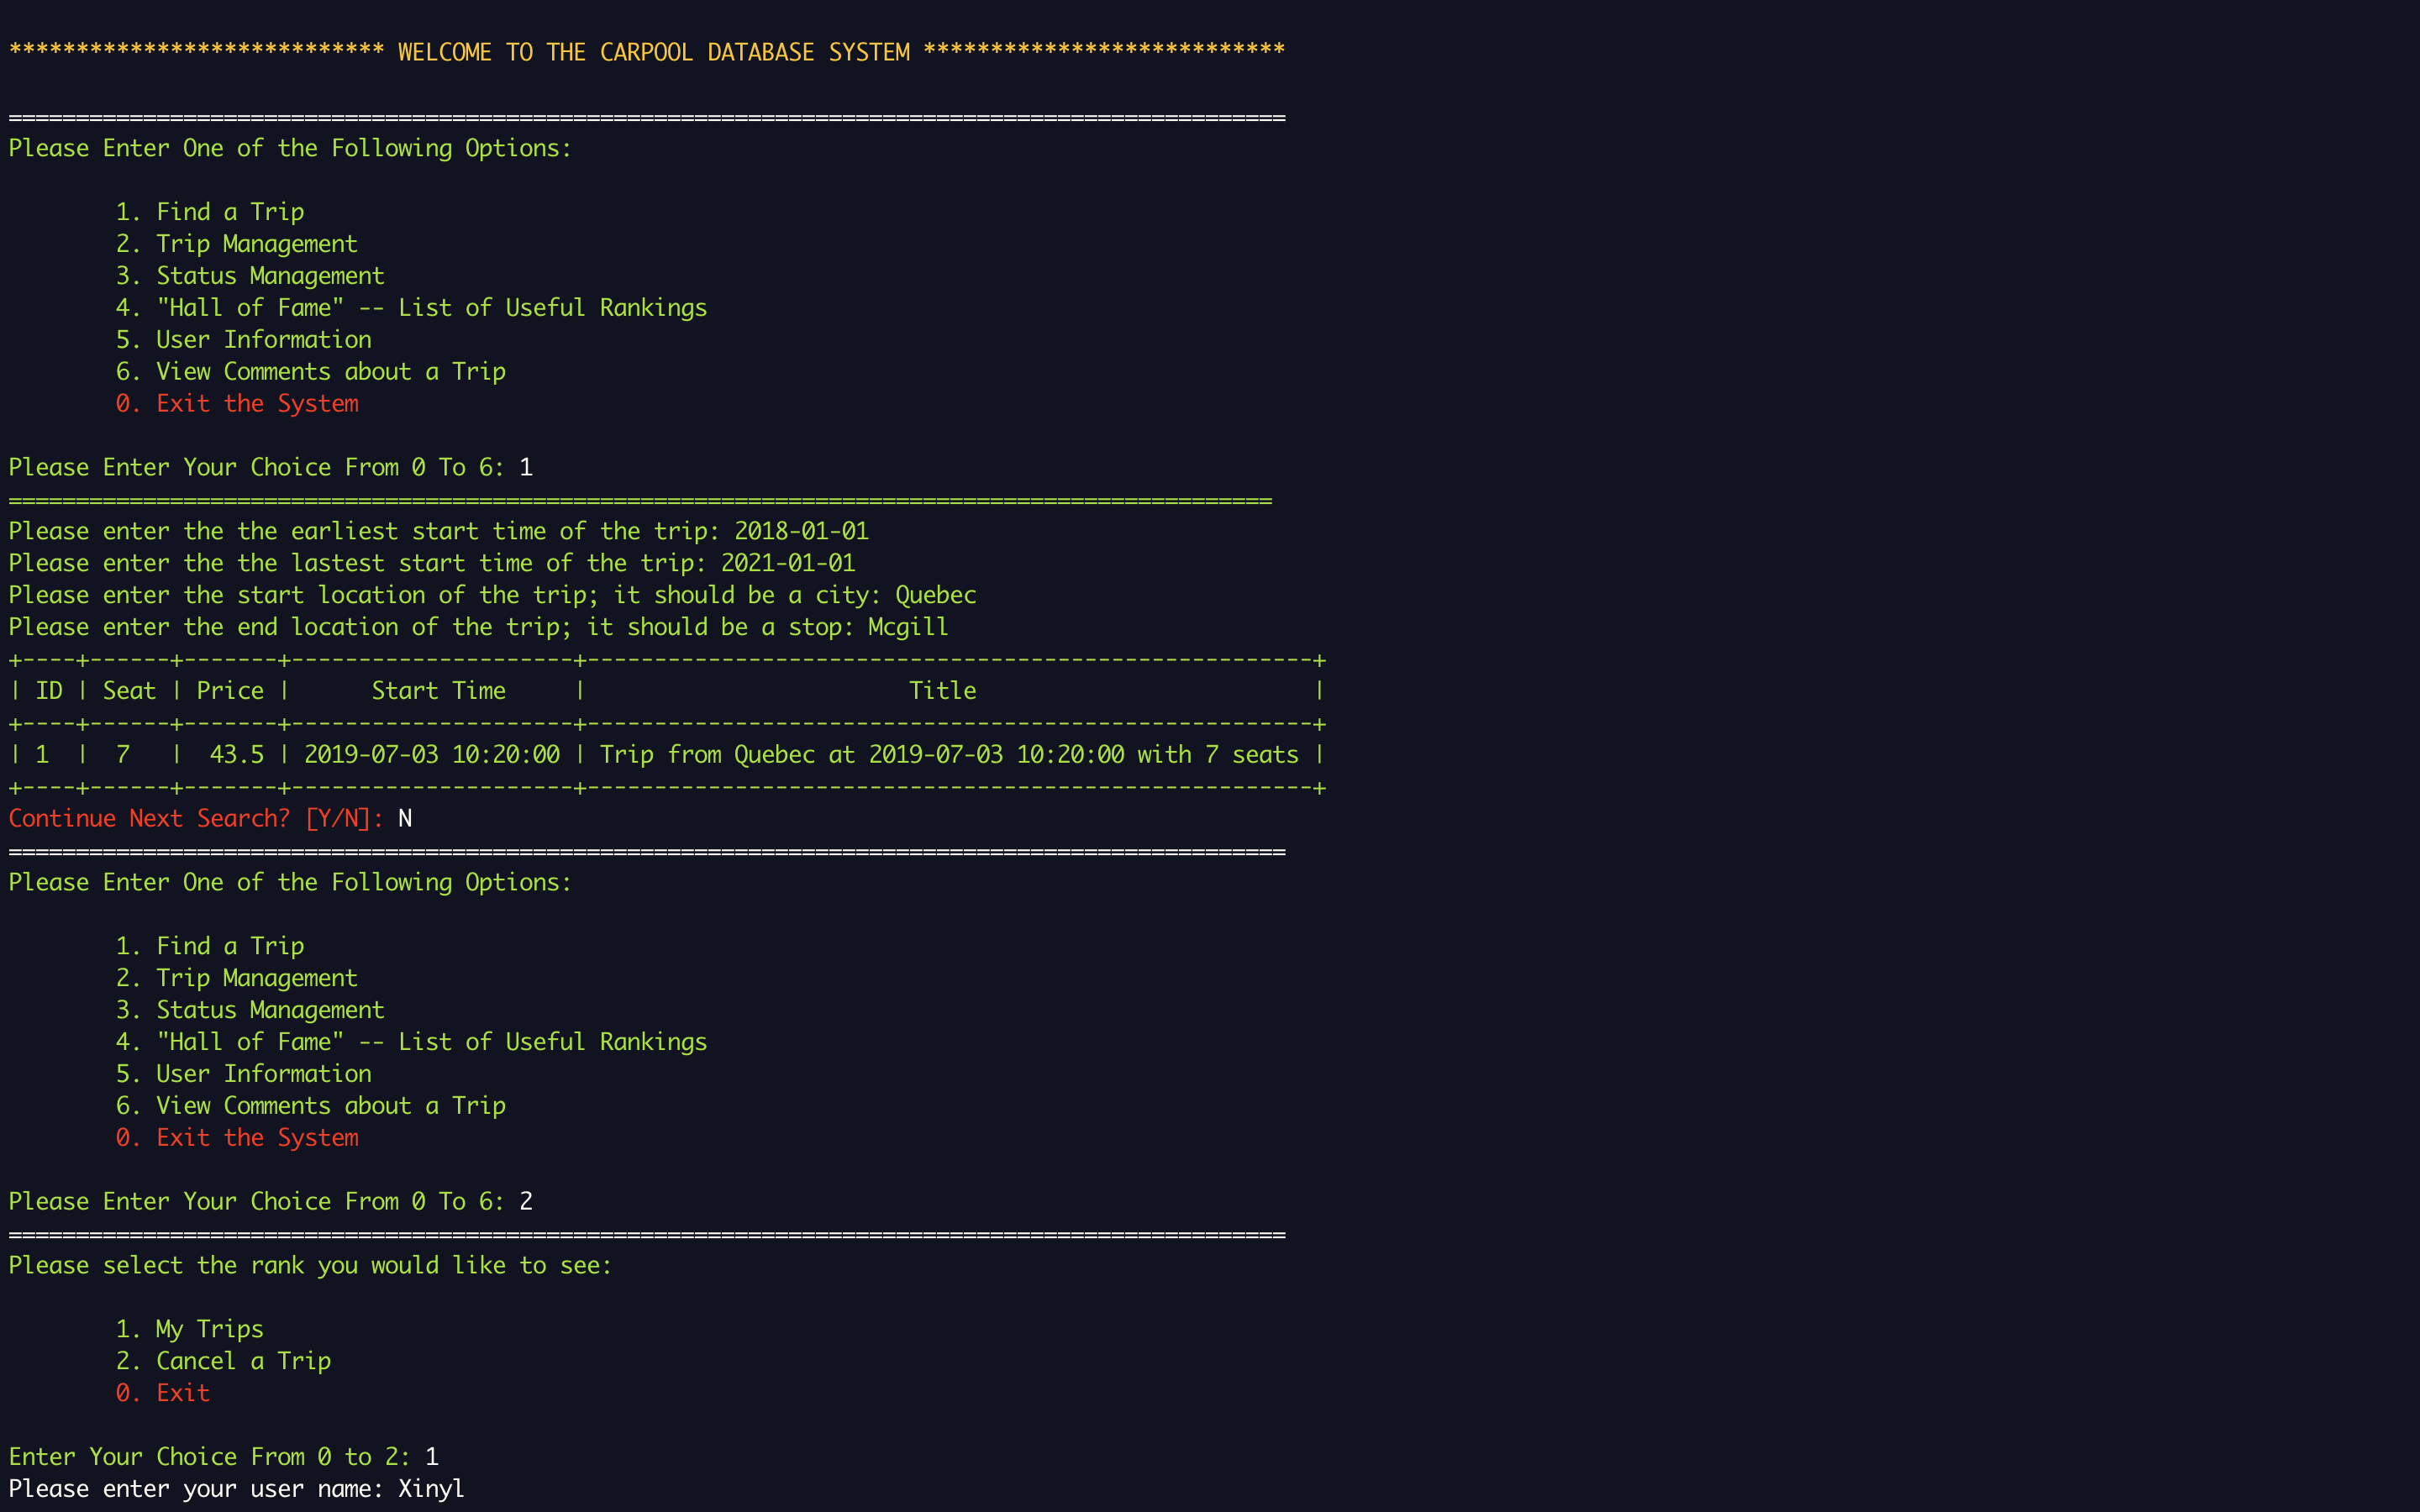 **************************** WELCOME TO THE CARPOOL DATABASE SYSTEM ***************************
===============================================================================================
Please Enter One of the Following Options:
1. Find a Trip
2. Trip Management
3. Status Management
4. "Hall of Fame" -- List of Useful Rankings
5. User Information
6. View Comments about a Trip
0. Exit the System
Please Enter Your Choice From 0 To 6: 1
==============================================================================================
Please enter the the earliest start time of the trip: 2018-01-01
Please enter the the lastest start time of the trip: 2021-01-01
Please enter the start location of the trip; it should be a city: Quebec
Please enter the end location of the trip; it should be a stop: Mcgill
+----+------+-------+---------------------+------------------------------------------------------+
| ID | Seat | Price |      Start Time     |                        Title                         |
+----+------+-------+---------------------+------------------------------------------------------+
| 1  |  7   |  43.5 | 2019-07-03 10:20:00 | Trip from Quebec at 2019-07-03 10:20:00 with 7 seats |
+----+------+-------+---------------------+------------------------------------------------------+
Continue Next Search? [Y/N]: N
===============================================================================================
Please Enter One of the Following Options:
1. Find a Trip
2. Trip Management
3. Status Management
4. "Hall of Fame" -- List of Useful Rankings
5. User Information
6. View Comments about a Trip
0. Exit the System
Please Enter Your Choice From 0 To 6: 2
===============================================================================================
Please select the rank you would like to see:
1. My Trips
2. Cancel a Trip
0. Exit
Enter Your Choice From 0 to 2: 1
Please enter your user name: Xinyl